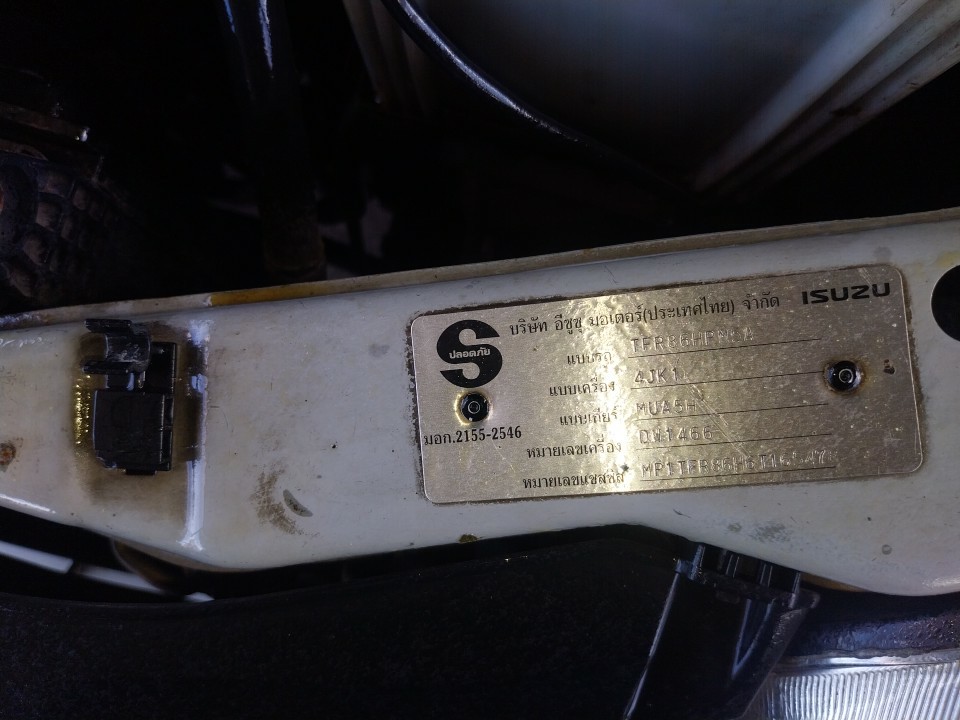 ISUZU
บริษัท อีซูซุ มอเตอร์(ประเทศไทย) จำกัด
S
ปลอดภัย
มอก.2155-2546
แบบรถ
แบบเครื่อง 4JK1
แบบเกียร์ MUA5H
หมายเลขเครื่อง
หมายเลขแชสซีส์